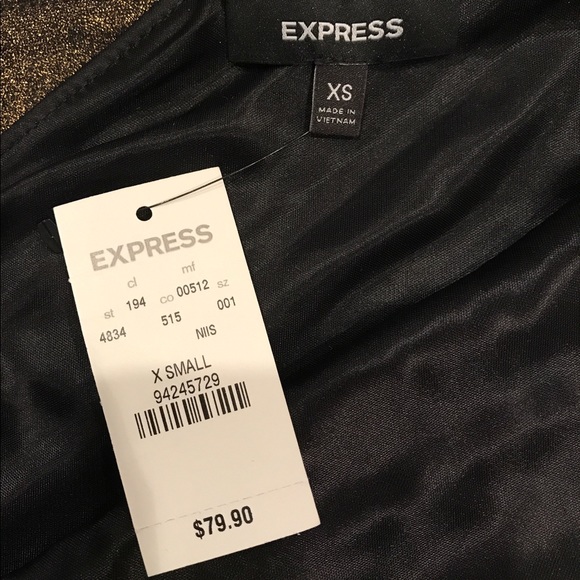 EXPRESS
XS
MADE IN
VIETNAM
EXPRESS
cl mf
st 194 co 00512 sz
4834 515 001
NIIS
X SMALL
94245729
$79.90